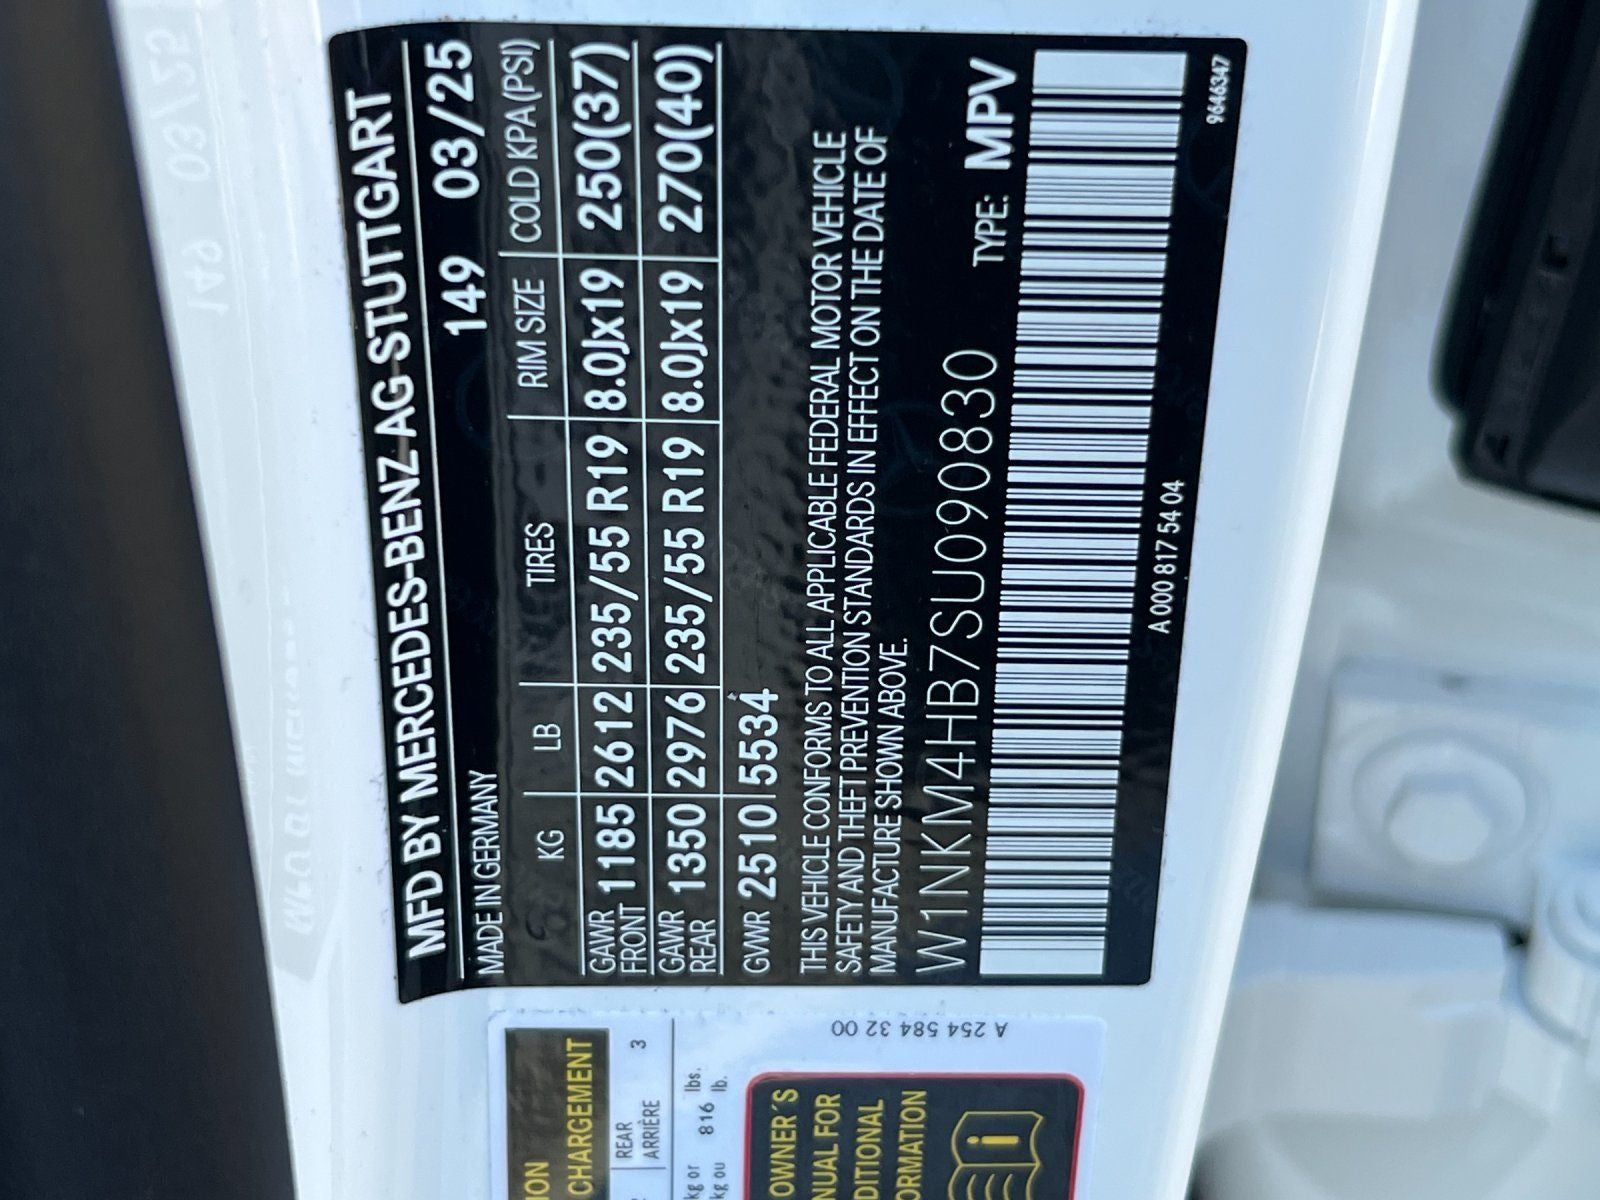 MFD BY MERCEDES-BENZ AG STUTTGART
MADE IN GERMANY 149 03/25
KG LB TIRES RIM SIZE COLD KPA (PSI)
GAWR FRONT 1185 2612 235/55 R19 8.0Jx19 250(37)
GAWR REAR 1350 2976 235/55 R19 8.0Jx19 270(40)
GVWR 2510 5534
THIS VEHICLE CONFORMS TO ALL APPLICABLE FEDERAL MOTOR VEHICLE
SAFETY AND THEFT PREVENTION STANDARDS IN EFFECT ON THE DATE OF
MANUFACTURE SHOWN ABOVE.
W1NKM4HB7SU090830 TYPE: MPV
A 000 817 54 04
9646347
CHARGEMENT
REAR 3
ARRIÈRE
kg or 816 lbs.
kg ou lb.
OWNER´S
FOR
A 254 584 32 00